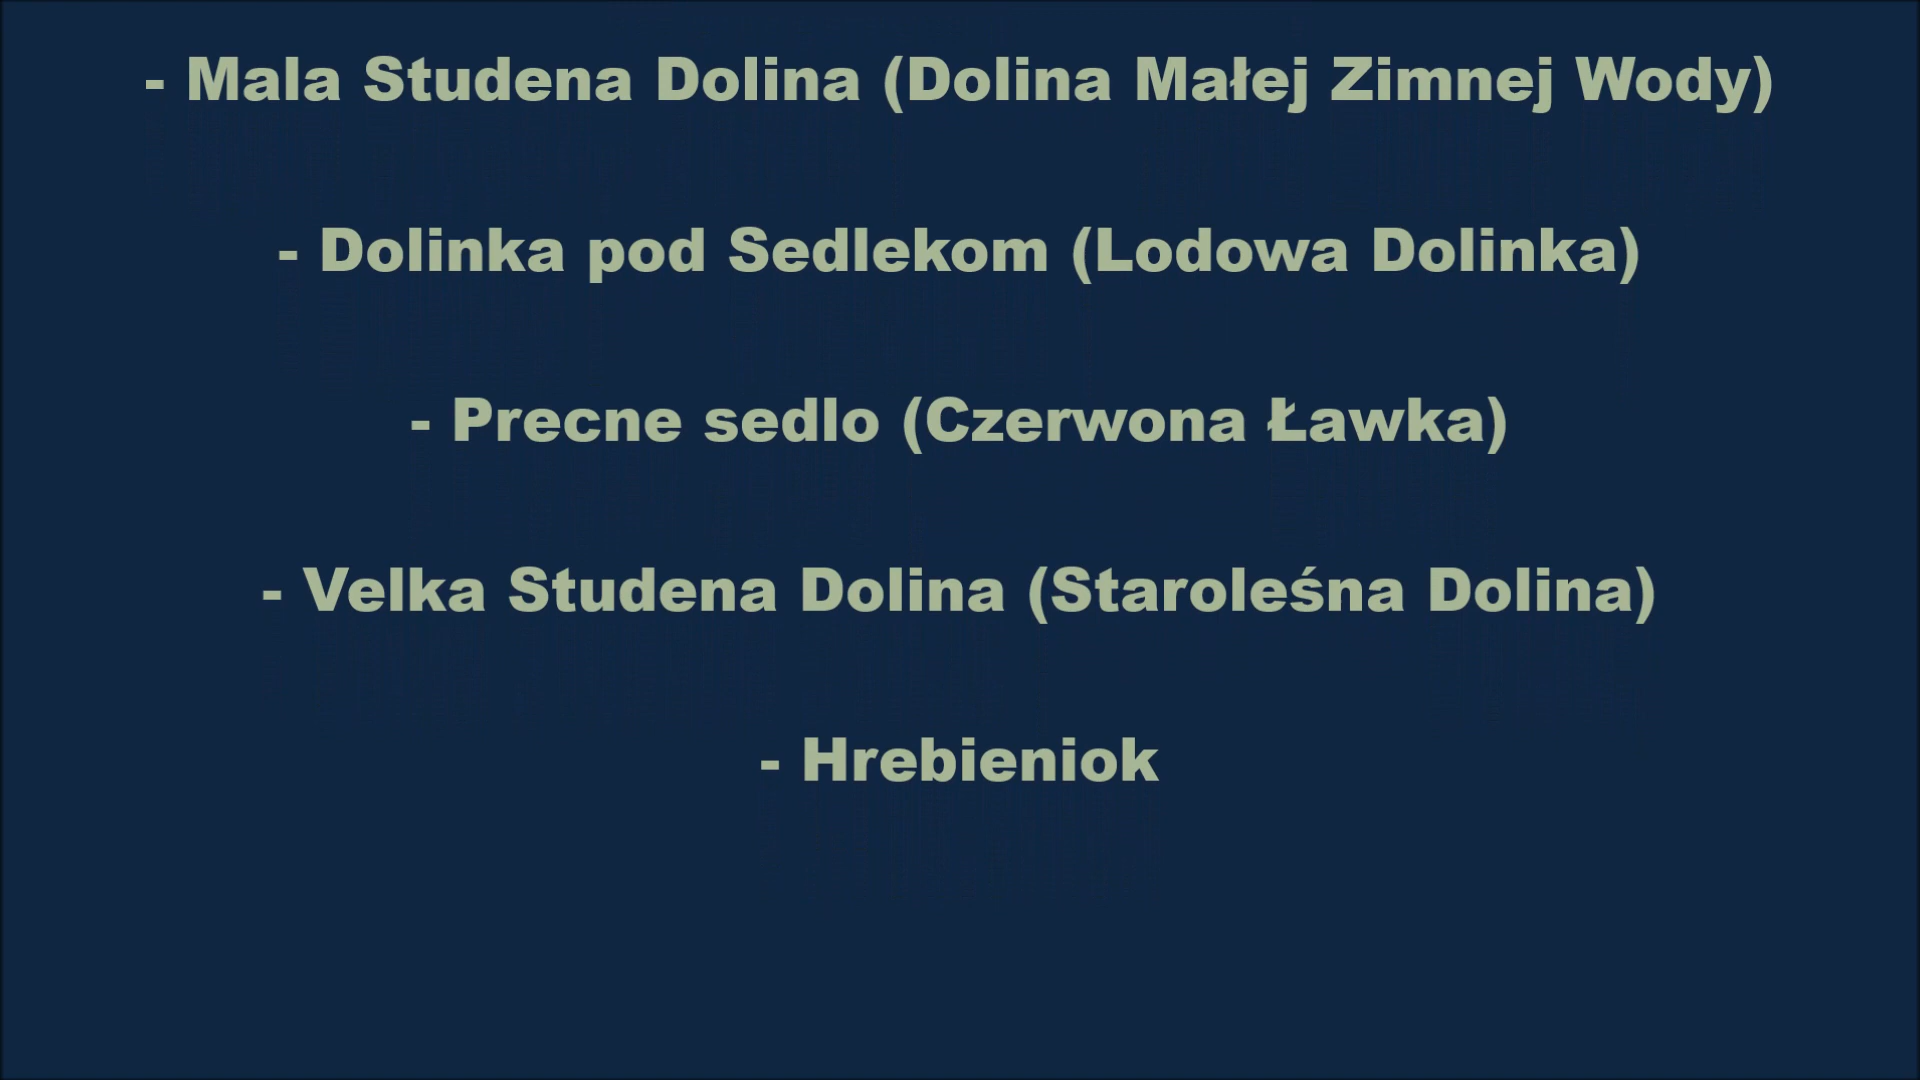 - Mala Studena Dolina (Dolina Małej Zimnej Wody)
- Dolinka pod Sedlekom (Lodowa Dolinka)
- Precne sedlo (Czerwona Ławka)
- Velka Studena Dolina (Staroleśna Dolina)
- Hrebieniok